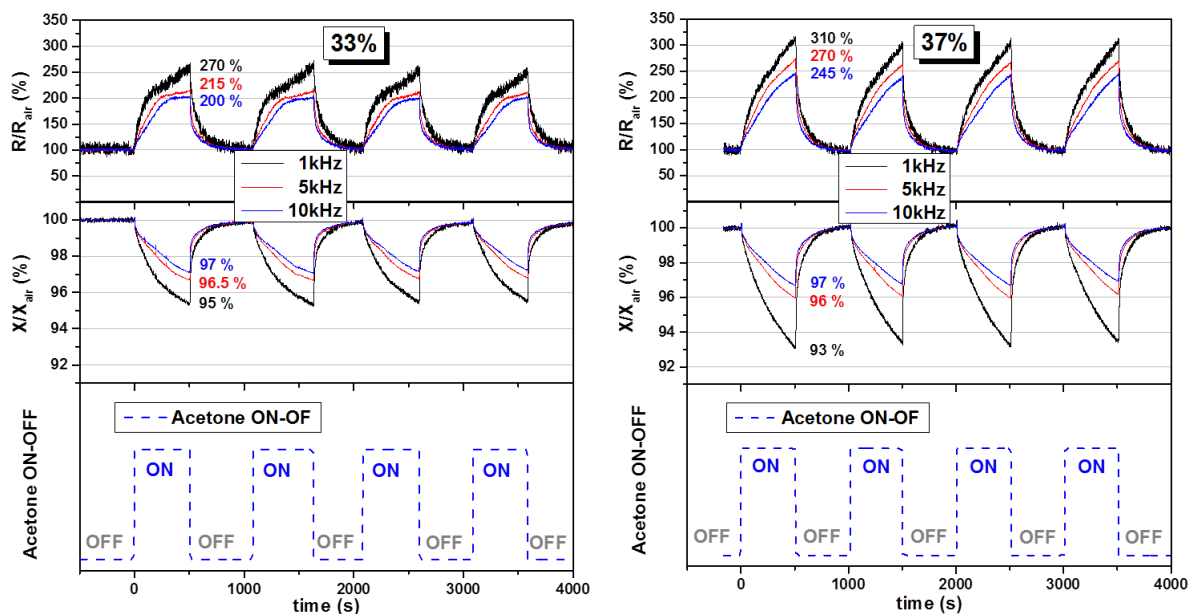 33%
350
300
250
200
150
100
50
R/Rair (%)
270 %
215 %
200 %
1kHz
5kHz
10kHz
100
98
96
94
92
X/Xair (%)
97 %
96.5 %
95 %
Acetone ON-OFF
Acetone ON-OF
ON ON ON ON
OFF OFF OFF OFF OFF
0 1000 2000 3000 4000
time (s)
37%
350
300
250
200
150
100
50
R/Rair (%)
310 %
270 %
245 %
1kHz
5kHz
10kHz
100
98
96
94
92
X/Xair (%)
97 %
96 %
93 %
Acetone ON-OFF
Acetone ON-OF
ON ON ON ON
OFF OFF OFF OFF OFF
0 1000 2000 3000 4000
time (s)